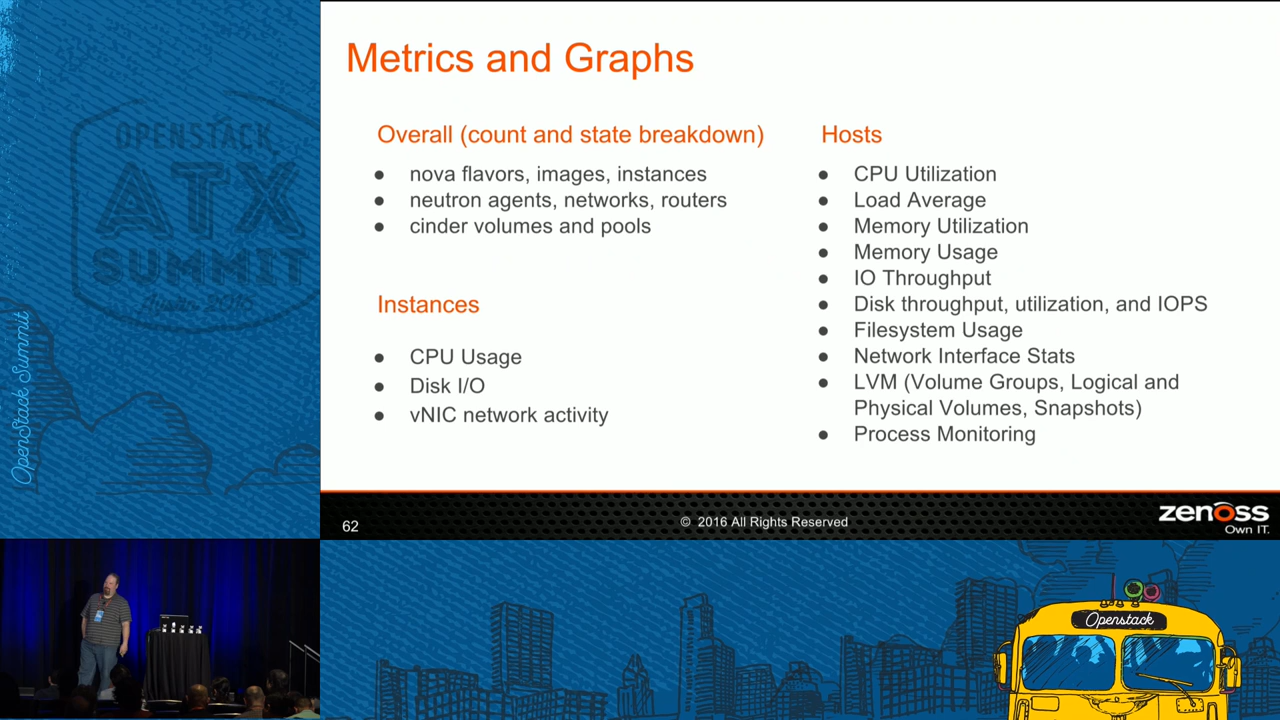 Metrics and Graphs
Overall (count and state breakdown)
● nova flavors, images, instances
● neutron agents, networks, routers
● cinder volumes and pools
Instances
● CPU Usage
● Disk I/O
● vNIC network activity
Hosts
● CPU Utilization
● Load Average
● Memory Utilization
● Memory Usage
● IO Throughput
● Disk throughput, utilization, and IOPS
● Filesystem Usage
● Network Interface Stats
● LVM (Volume Groups, Logical and
Physical Volumes, Snapshots)
● Process Monitoring
62
© 2016 All Rights Reserved
zenoss
Own IT.
OPENSTACK
ATX
SUMMIT
Austin 2016
OpenStack Summit
Openstack